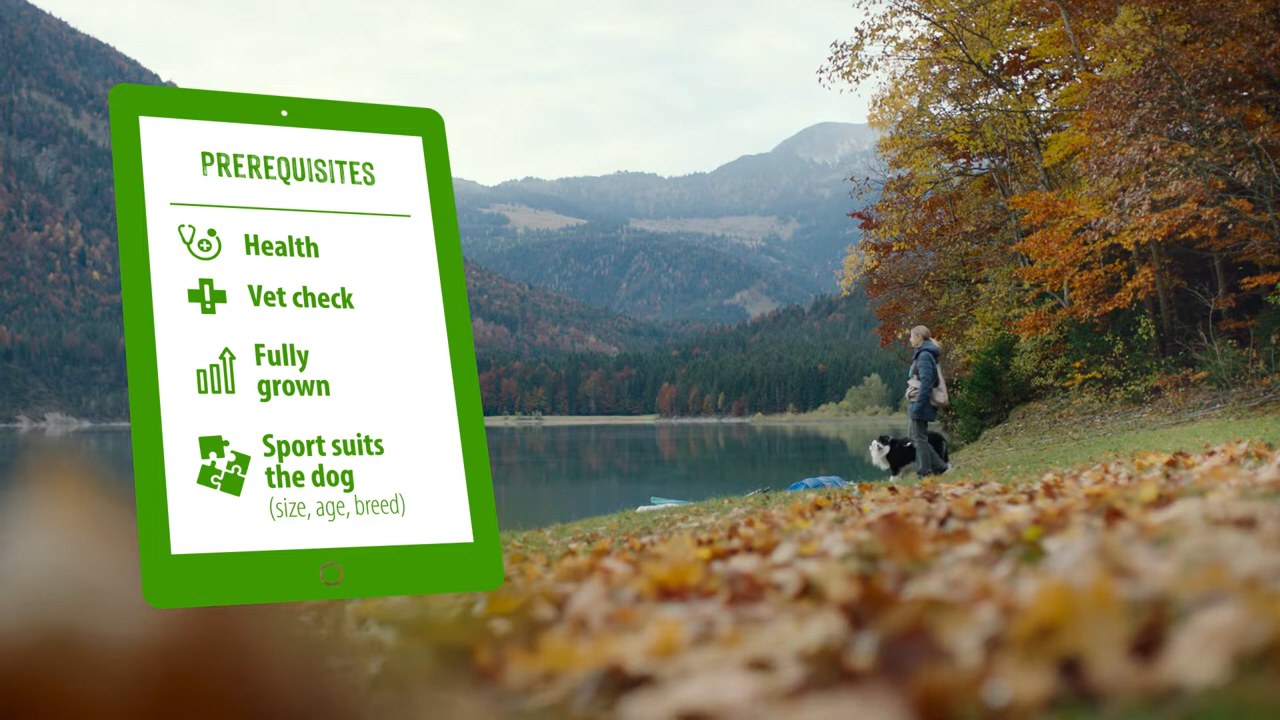 PREREQUISITES
Health
Vet check
Fully
grown
Sport suits
the dog
(size, age, breed)